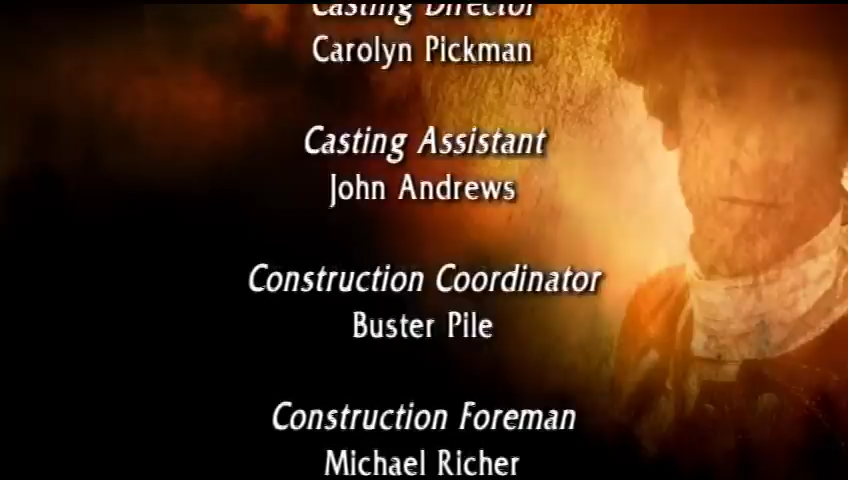 Casting Director
Carolyn Pickman
Casting Assistant
John Andrews
Construction Coordinator
Buster Pile
Construction Foreman
Michael Richer